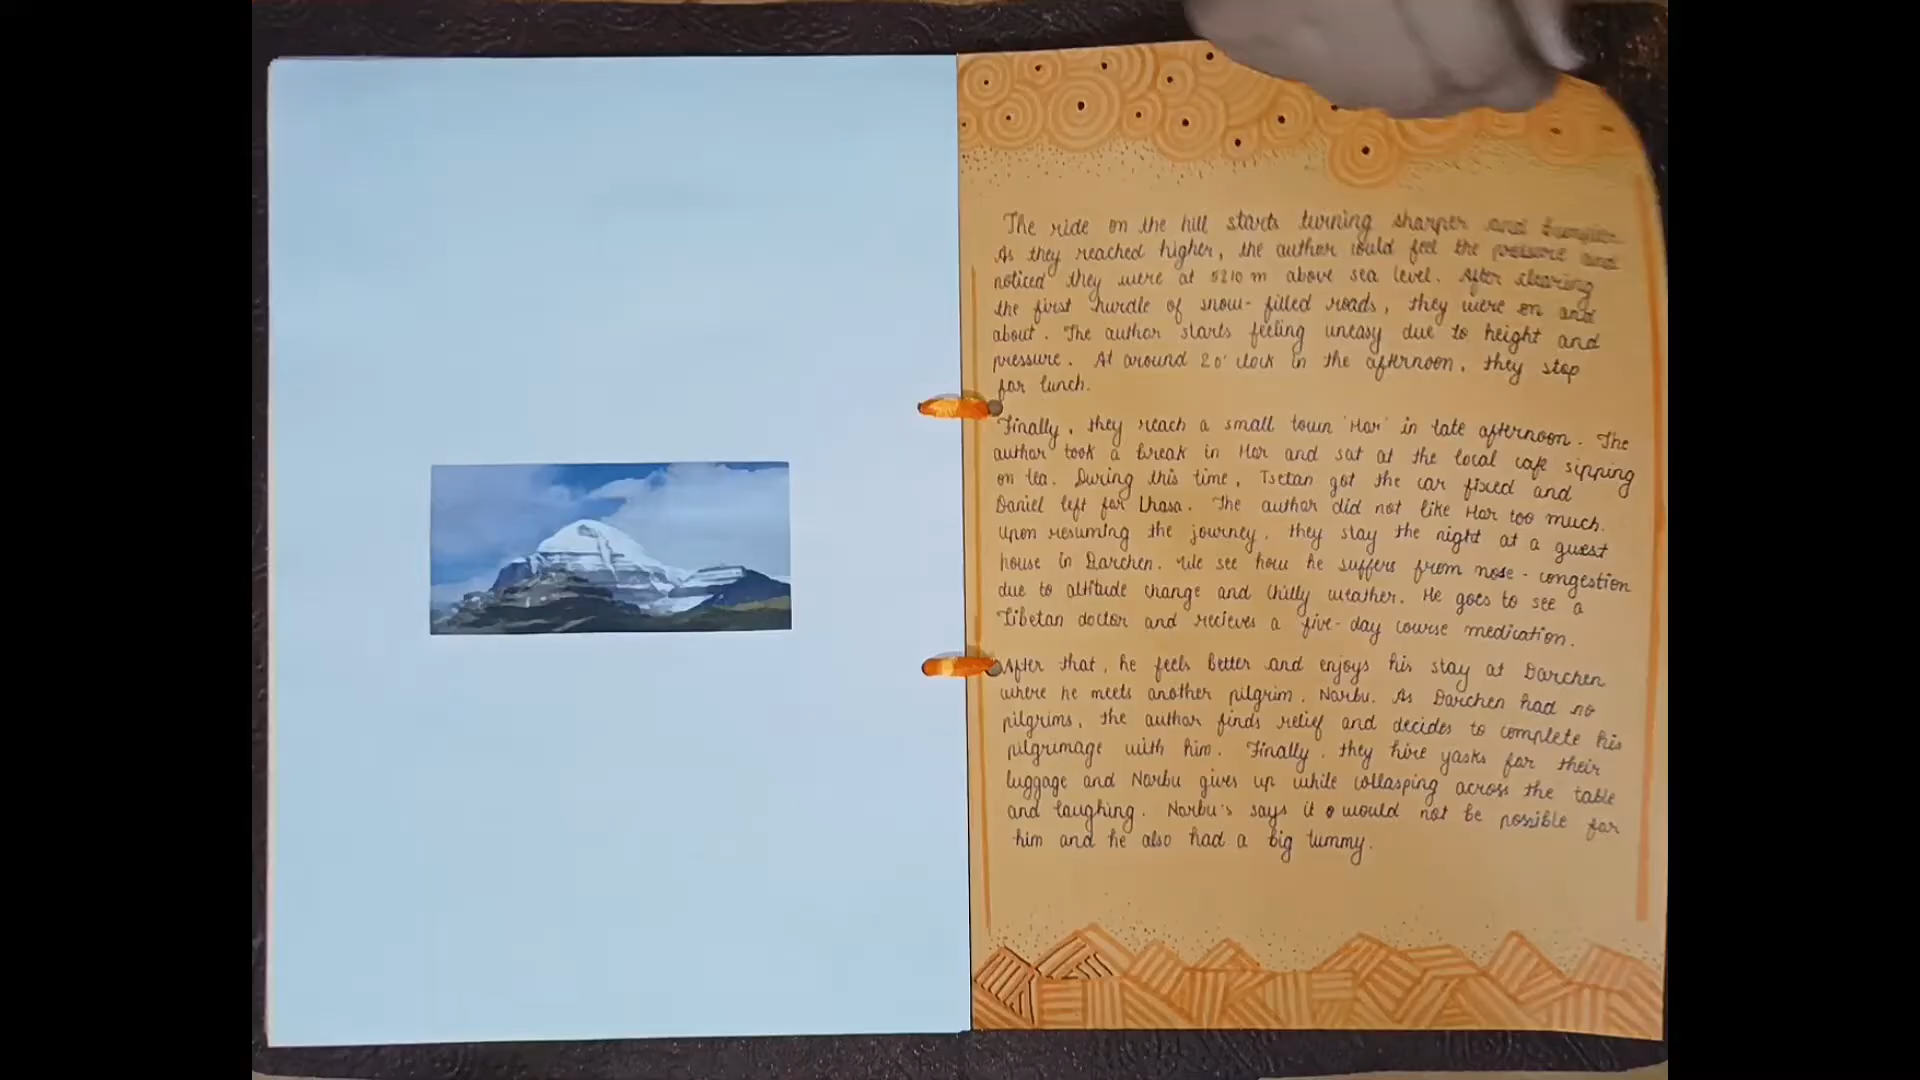 The ride on the hill starts turning sharper and
As they reached higher, the author could feel the pressure and
noticed they were at 5210 m above sea level. After clearing
the first hurdle of snow-filled roads, they were on and
about. The author starts feeling uneasy due to height and
pressure. At around 2 o'clock in the afternoon, they stop
for lunch.
Finally, they reach a small town 'Hor' in late afternoon. The
author took a break in Hor and sat at the local cafe sipping
on tea. During this time, Tsetan got the car fixed and
Daniel left for Lhasa. The author did not like Hor too much.
Upon resuming the journey, they stay the night at a guest
house in Darchen. We see how he suffers from nose-congestion
due to altitude change and chilly weather. He goes to see a
Tibetan doctor and recieves a five-day course medication.
After that, he feels better and enjoys his stay at Darchen
where he meets another pilgrim, Narbu. As Darchen had no
pilgrims, the author finds relief and decides to complete his
pilgrimage with him. Finally, they hire yasks for their
luggage and Narbu gives up while collasping across the table
and laughing. Narbu's says it would not be possible for
him and he also had a big tummy.